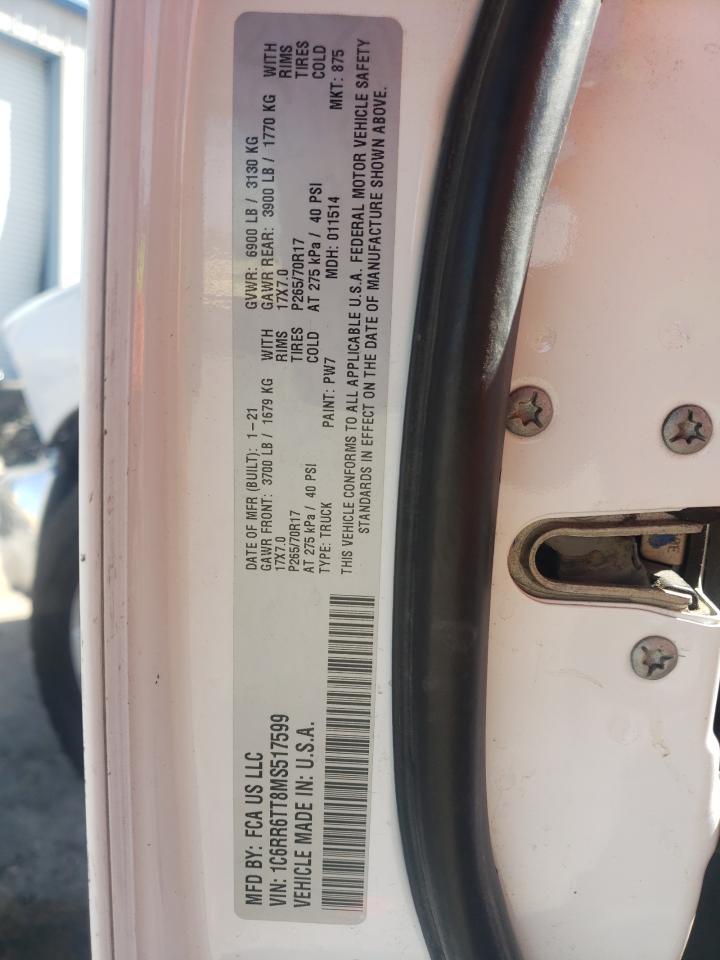 MFD BY: FCA US LLC
VIN: 1C6RR6TT8MS517599
VEHICLE MADE IN: U.S.A.
DATE OF MFR (BUILT): 1-21 GVWR: 6900 LB / 3130 KG
GAWR FRONT: 3700 LB / 1679 KG WITH GAWR REAR: 3900 LB / 1770 KG WITH
17X7.0 RIMS 17X7.0 RIMS
P265/70R17 TIRES P265/70R17 TIRES
AT 275 kPa / 40 PSI COLD AT 275 kPa / 40 PSI COLD
TYPE: TRUCK PAINT: PW7 MDH: 011514 MKT: 875
THIS VEHICLE CONFORMS TO ALL APPLICABLE U.S.A. FEDERAL MOTOR VEHICLE SAFETY
STANDARDS IN EFFECT ON THE DATE OF MANUFACTURE SHOWN ABOVE.